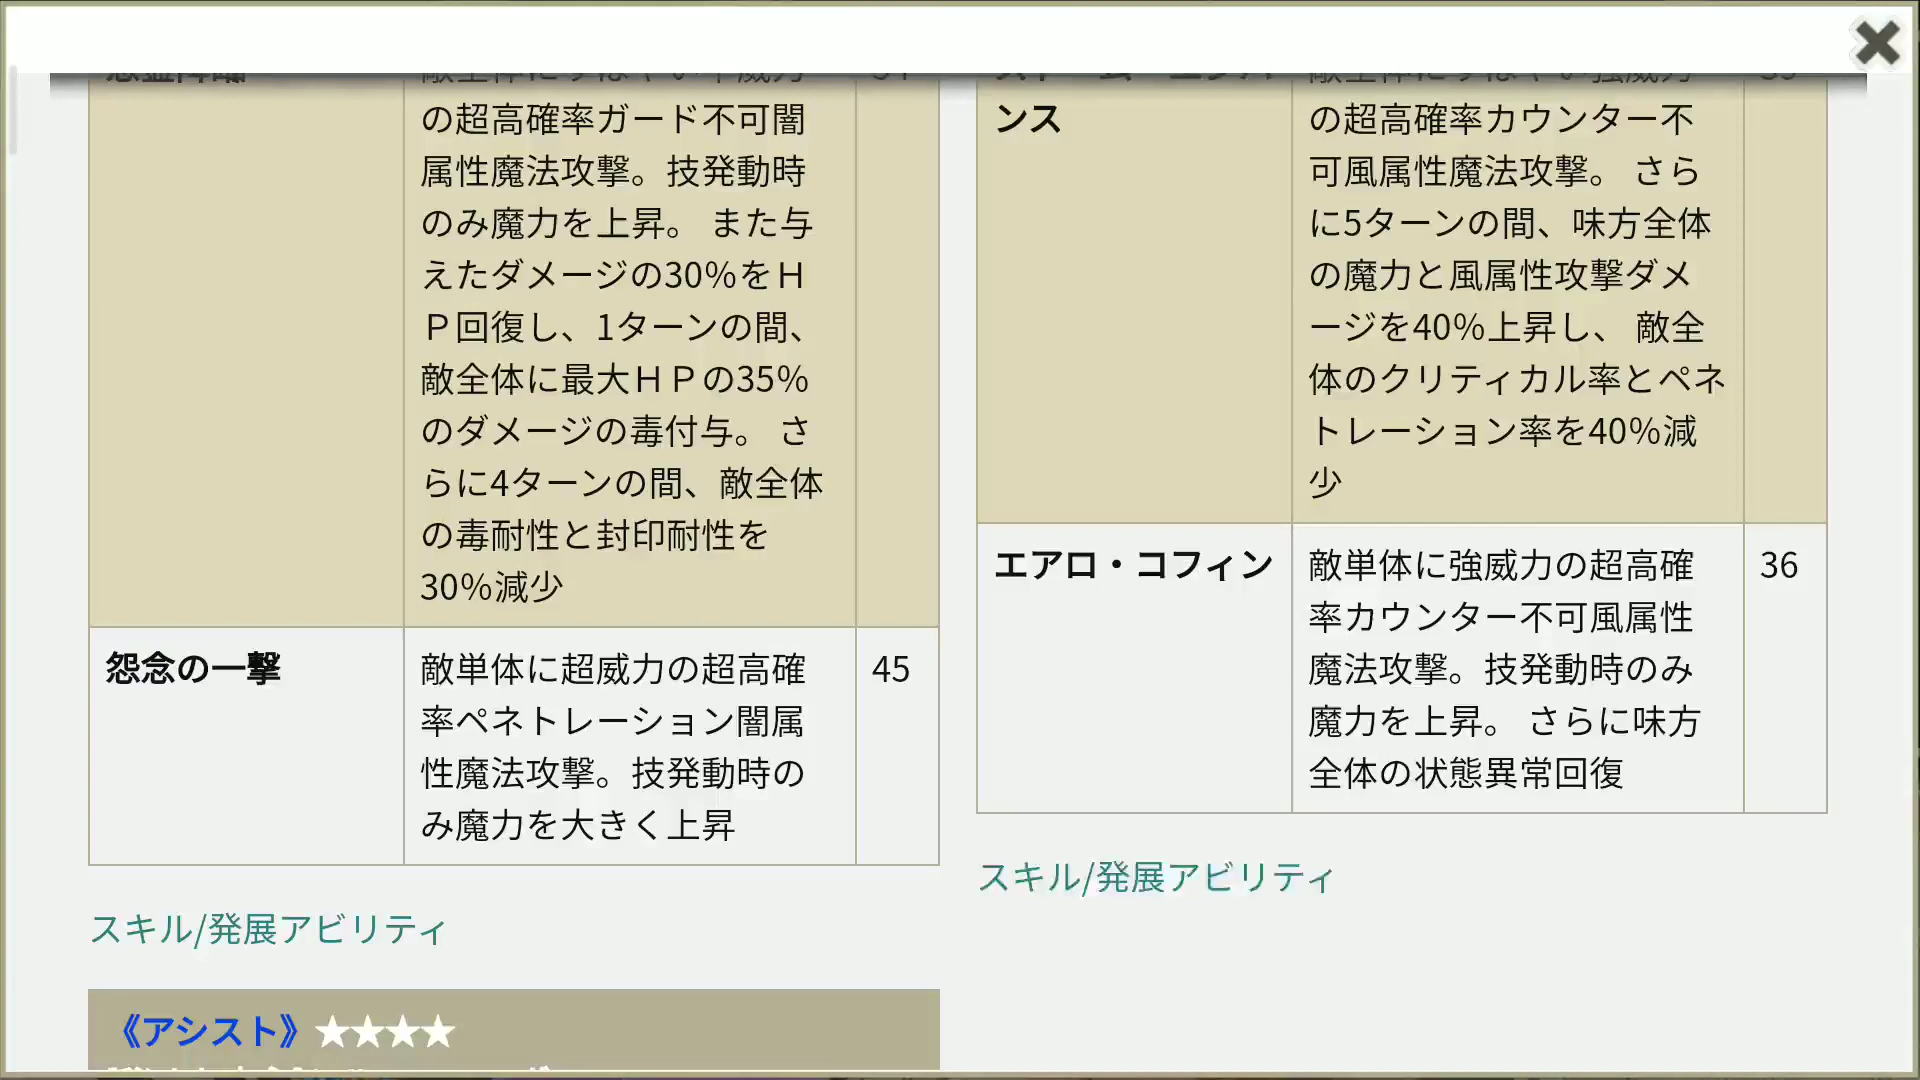 の超高確率ガード不可闇
属性魔法攻撃。技発動時
のみ魔力を上昇。 また与
えたダメージの30％をＨ
Ｐ回復し、1ターンの間、
敵全体に最大ＨＰの35％
のダメージの毒付与。 さ
らに4ターンの間、敵全体
の毒耐性と封印耐性を
30％減少
怨念の一撃
敵単体に超威力の超高確
率ペネトレーション闇属
性魔法攻撃。技発動時の
み魔力を大きく上昇
45
スキル/発展アビリティ
《アシスト》★★★★
ンス
の超高確率カウンター不
可風属性魔法攻撃。 さら
に5ターンの間、味方全体
の魔力と風属性攻撃ダメ
ージを40％上昇し、 敵全
体のクリティカル率とペネ
トレーション率を40％減
少
エアロ・コフィン
敵単体に強威力の超高確
率カウンター不可風属性
魔法攻撃。技発動時のみ
魔力を上昇。 さらに味方
全体の状態異常回復
36
スキル/発展アビリティ